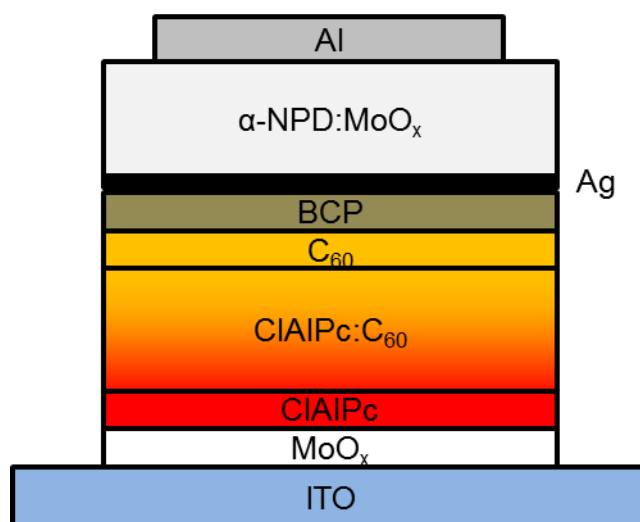 Al
α-NPD:MoOₓ
Ag
BCP
C₆₀
ClAlPc:C₆₀
ClAlPc
MoOₓ
ITO